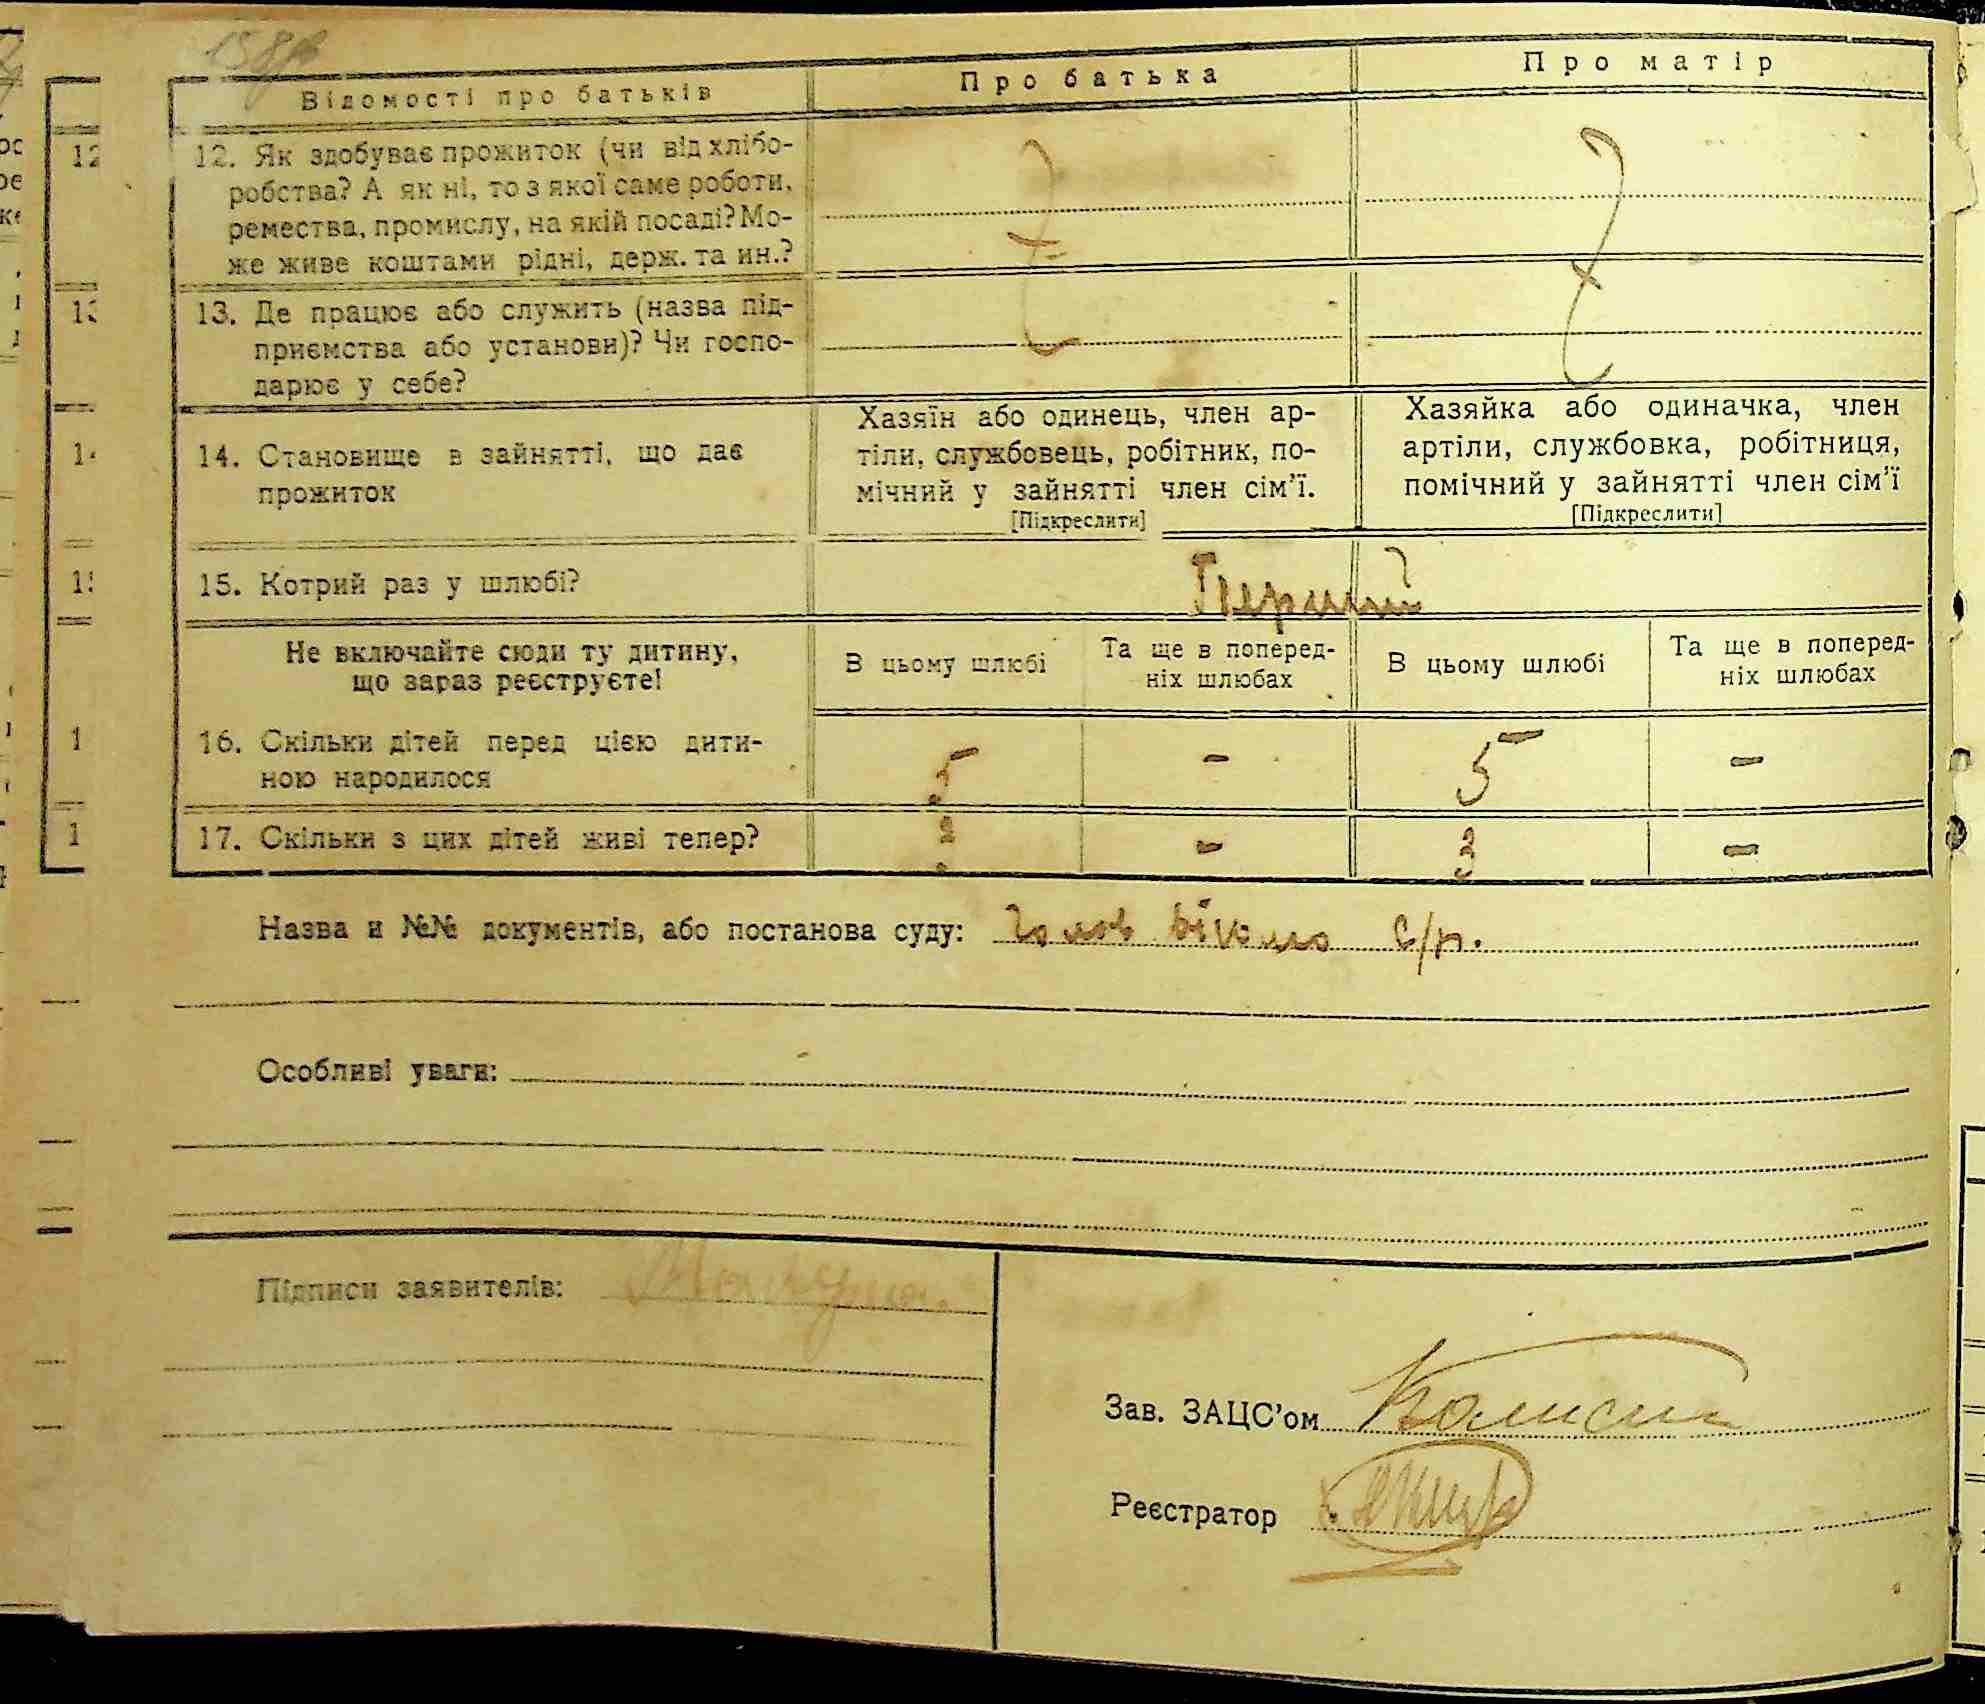 Відомості про батьків
Про батька
Про матір
12. Як здобуває прожиток (чи від хлібо-
робства? А як ні, то з якої саме роботи,
ремества, промислу, на якій посаді? Мо-
же живе коштами рідні, держ. та ин.?
13. Де працює або служить (назва під-
приємства або установи)? Чи госпо-
дарює у себе?
14. Становище в зайнятті, що дає
прожиток
Хазяїн або одинець, член ар-
тіли, службовець, робітник, по-
мічний у зайнятті член сім’ї.
[Підкреслити]
Хазяйка або одиначка, член
артіли, службовка, робітниця,
помічний у зайнятті член сім’ї
[Підкреслити]
15. Котрий раз у шлюбі?
Перший
Не включайте сюди ту дитину,
що зараз реєструєте!
В цьому шлюбі
Та ще в поперед-
ніх шлюбах
В цьому шлюбі
Та ще в поперед-
ніх шлюбах
16. Скільки дітей перед цією дити-
ною народилося
5 - 5 -
17. Скільки з цих дітей живі тепер?
- 3 -
Назва и №№ документів, або постанова суду: с/р.
Особливі уваги:
Підписи заявителів:
Зав. ЗАЦС’ом
Реєстратор
12
13